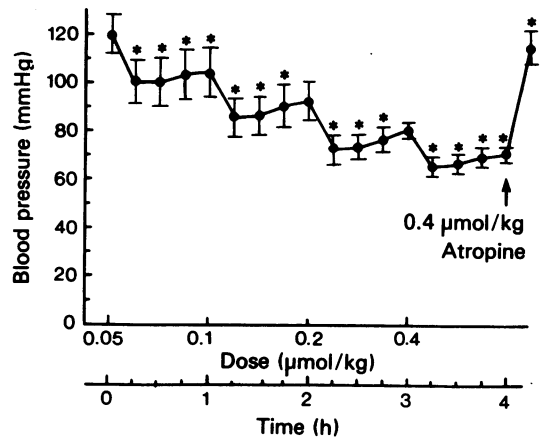 120
100
80
60
40
20
0
Blood pressure (mmHg)
* * * * * * * * * * * * * * *
0.4 μmol/kg
Atropine
0.05 0.1 0.2 0.4
Dose (μmol/kg)
0 1 2 3 4
Time (h)